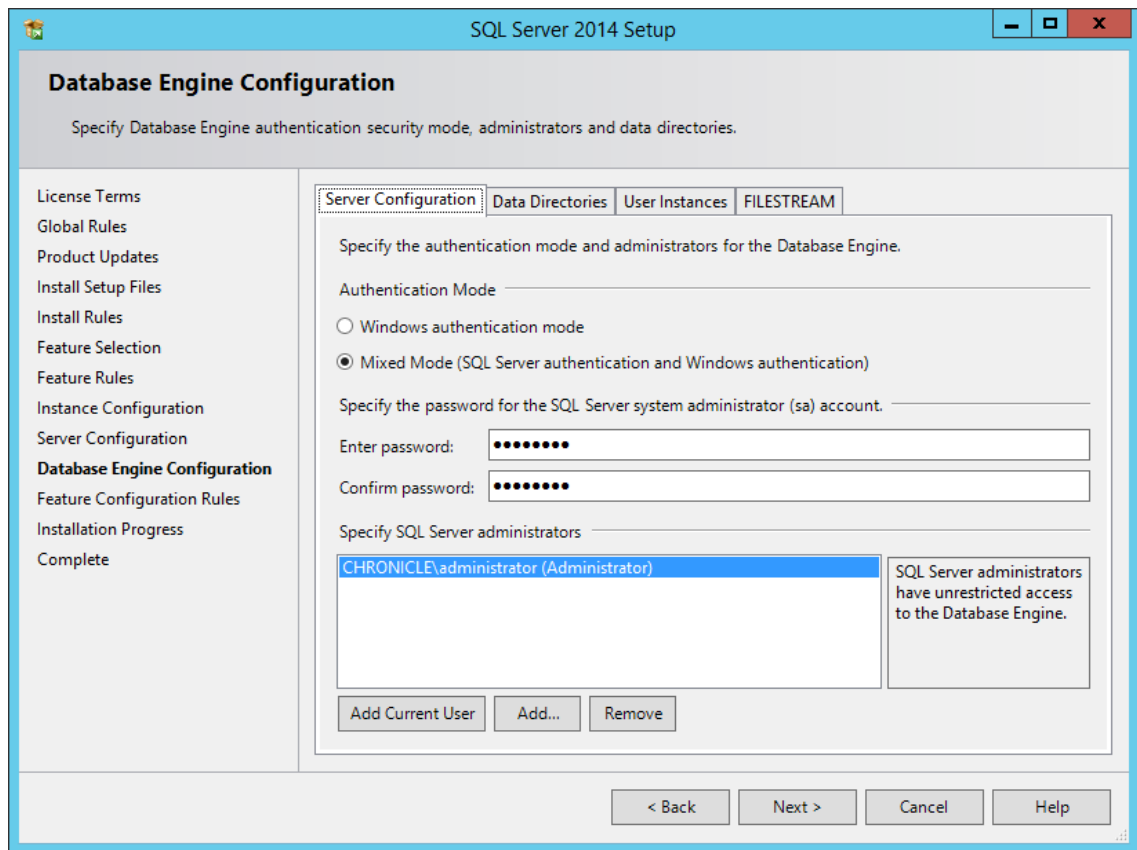 SQL Server 2014 Setup
Database Engine Configuration
Specify Database Engine authentication security mode, administrators and data directories.
License Terms
Global Rules
Product Updates
Install Setup Files
Install Rules
Feature Selection
Feature Rules
Instance Configuration
Server Configuration
Database Engine Configuration
Feature Configuration Rules
Installation Progress
Complete
Server Configuration Data Directories User Instances FILESTREAM
Specify the authentication mode and administrators for the Database Engine.
Authentication Mode
Windows authentication mode
Mixed Mode (SQL Server authentication and Windows authentication)
Specify the password for the SQL Server system administrator (sa) account.
Enter password: ●●●●●●●●
Confirm password: ●●●●●●●●
Specify SQL Server administrators
CHRONICLE\administrator (Administrator)
SQL Server administrators
have unrestricted access
to the Database Engine.
Add Current User Add... Remove
< Back Next > Cancel Help